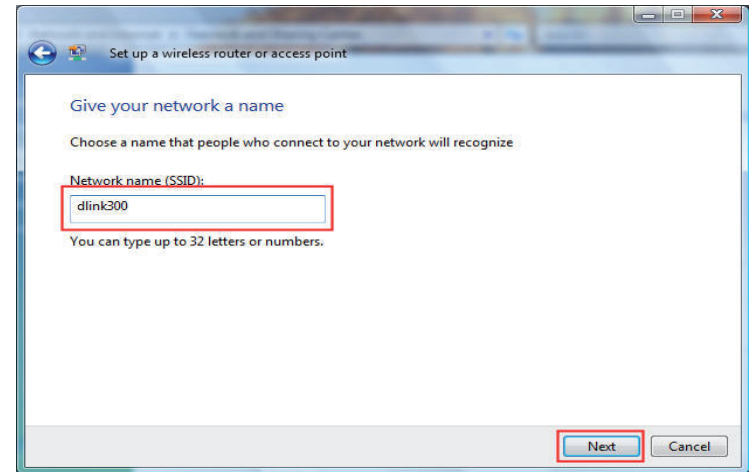 Set up a wireless router or access point
Give your network a name
Choose a name that people who connect to your network will recognize
Network name (SSID):
dlink300
You can type up to 32 letters or numbers.
Next
Cancel